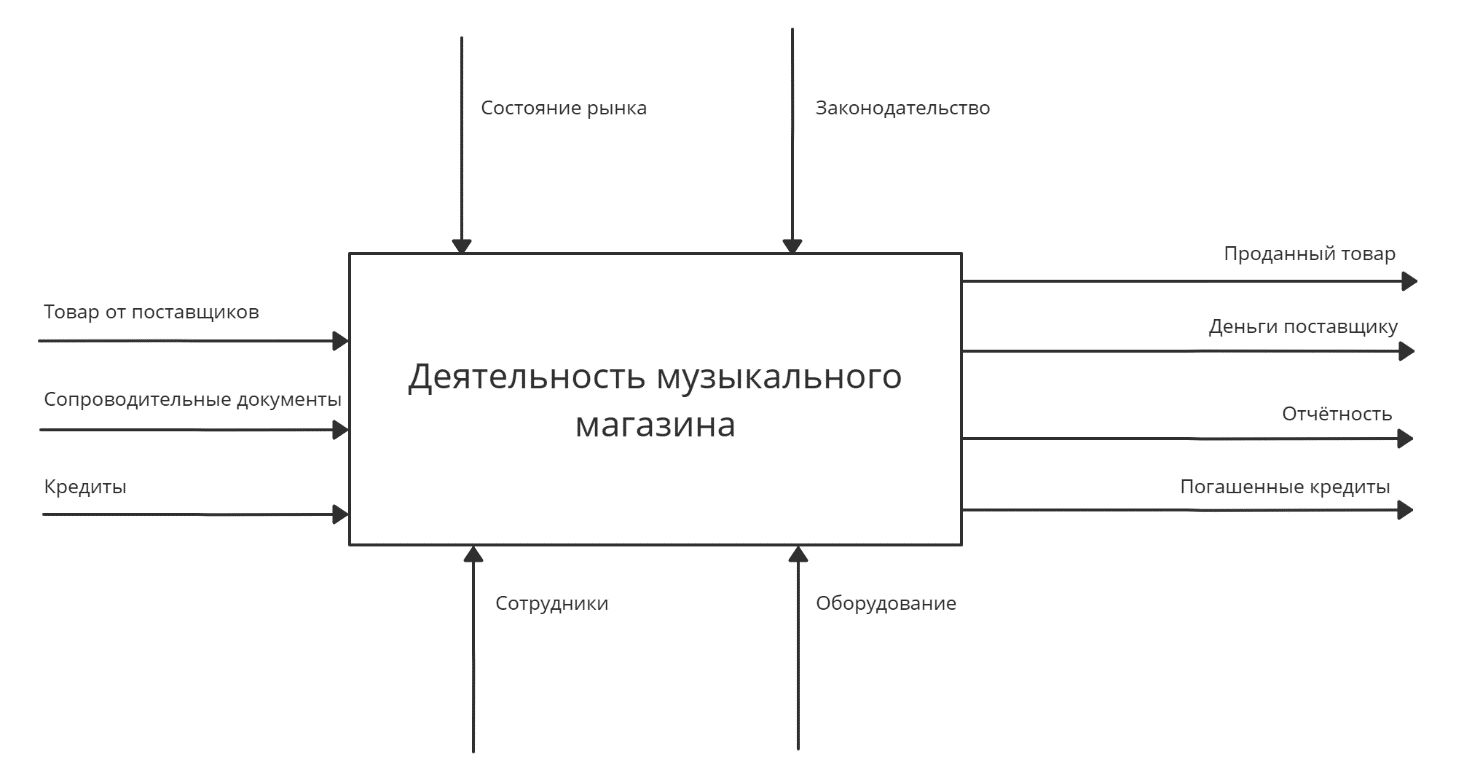 Состояние рынка
Законодательство
Проданный товар
Товар от поставщиков
Деньги поставщику
Деятельность музыкального
магазина
Сопроводительные документы
Отчётность
Кредиты
Погашенные кредиты
Сотрудники
Оборудование